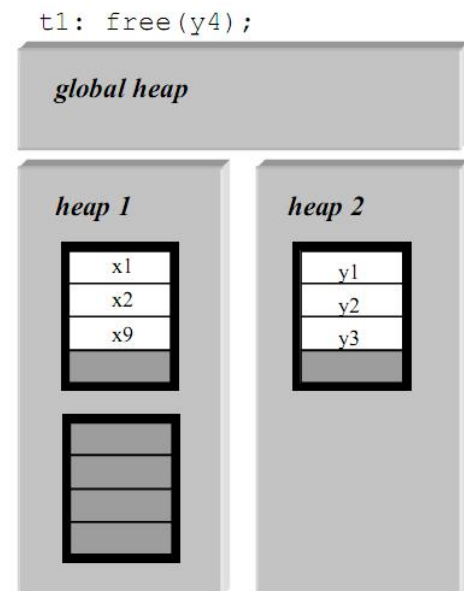 t1: free(y4);
global heap
heap 1
heap 2
x1
x2
x9
y1
y2
y3